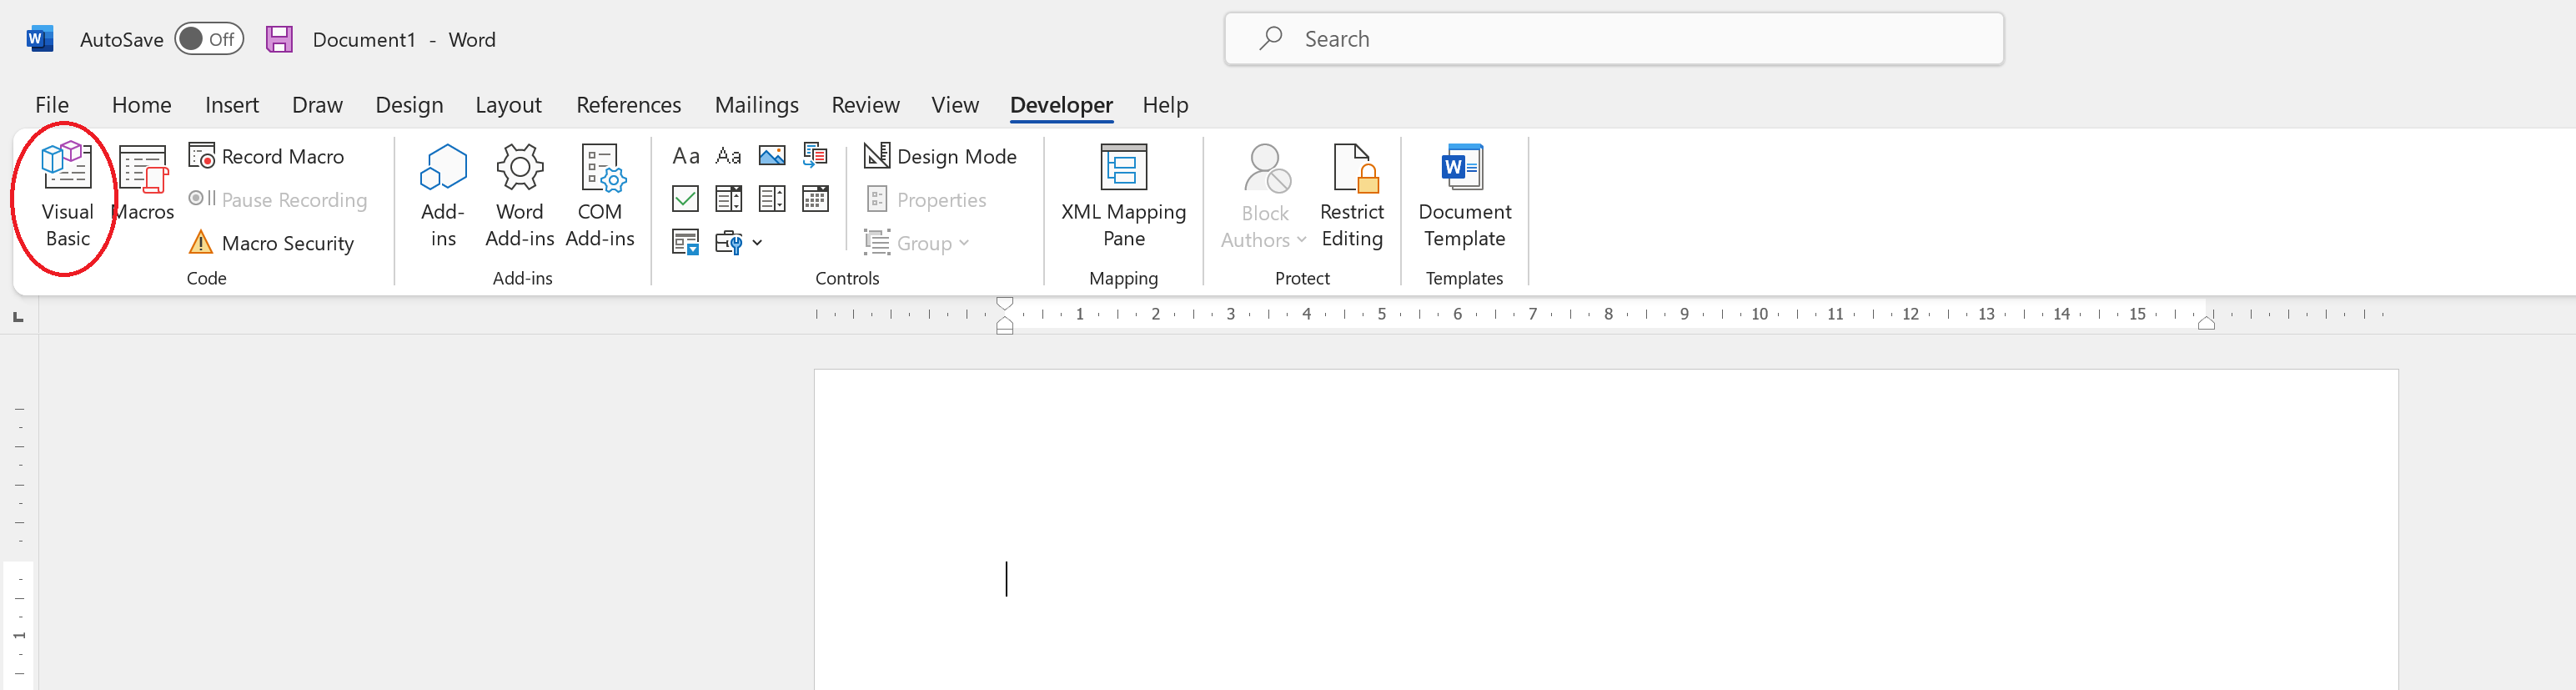 AutoSave Off Document1 - Word Search
File Home Insert Draw Design Layout References Mailings Review View Developer Help
Visual Basic
Macros
Record Macro
Pause Recording
Macro Security
Code
Add-ins
Word Add-ins
COM Add-ins
Add-ins
Aa Aa
Design Mode
Properties
Group
Controls
XML Mapping Pane
Mapping
Block Authors
Restrict Editing
Protect
Document Template
Templates
1 2 3 4 5 6 7 8 9 10 11 12 13 14 15
1